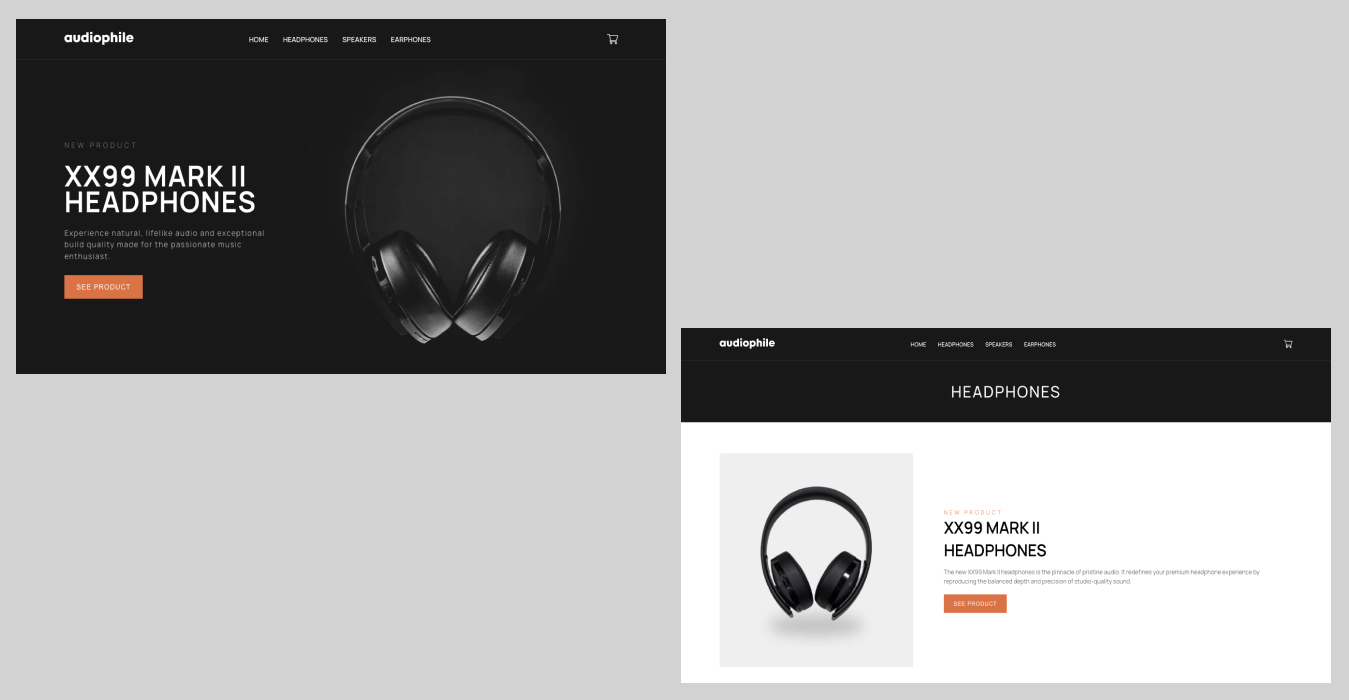 audiophile
HOME HEADPHONES SPEAKERS EARPHONES
NEW PRODUCT
XX99 MARK II
HEADPHONES
Experience natural, lifelike audio and exceptional
build quality made for the passionate music
enthusiast.
SEE PRODUCT
audiophile
HOME HEADPHONES SPEAKERS EARPHONES
HEADPHONES
NEW PRODUCT
XX99 MARK II
HEADPHONES
The new XX99 Mark II headphones is the pinnacle of pristine audio. It redefines your premium headphone experience by
reproducing the balanced depth and precision of studio-quality sound.
SEE PRODUCT